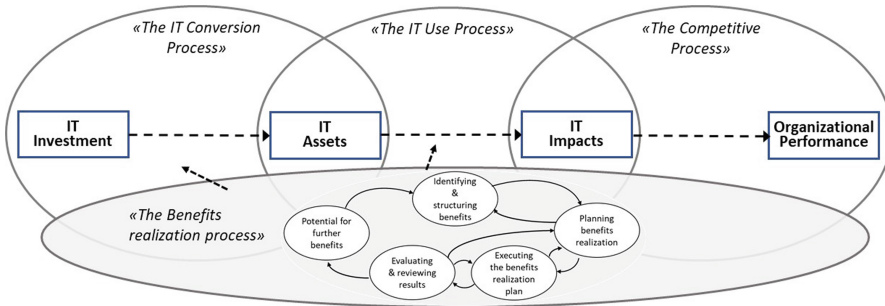 «The IT Conversion
Process»
«The IT Use Process»
«The Competitive
Process»
IT
Investment
IT
Assets
IT
Impacts
Organizational
Performance
«The Benefits
realization process»
Identifying
&
structuring
benefits
Potential for
further
benefits
Planning
benefits
realization
Evaluating
& reviewing
results
Executing
the benefits
realization
plan